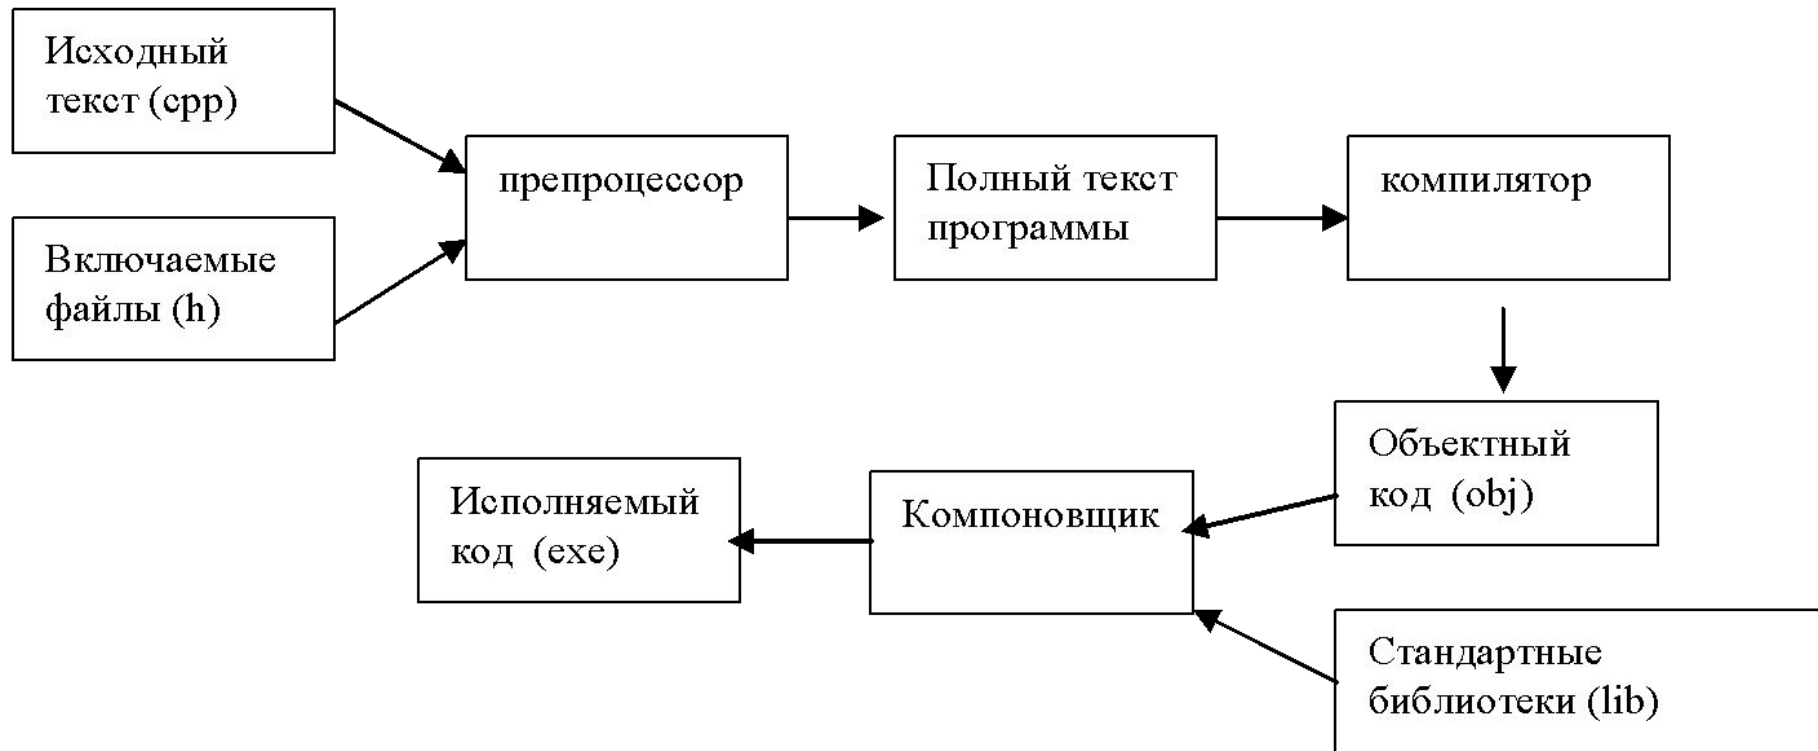 Исходный
текст (cpp)
Включаемые
файлы (h)
препроцессор
Полный текст
программы
компилятор
Объектный
код (obj)
Стандартные
библиотеки (lib)
Компоновщик
Исполняемый
код (exe)